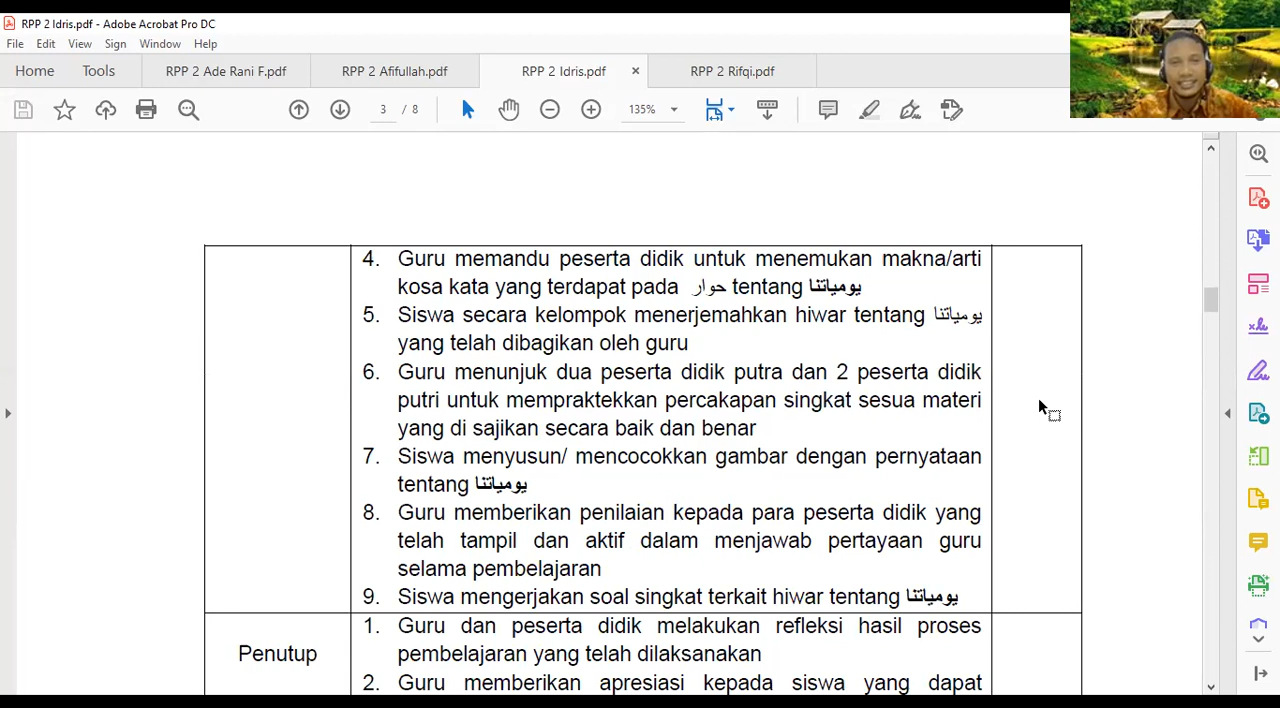 RPP 2 Idris.pdf - Adobe Acrobat Pro DC
File Edit View Sign Window Help
Home Tools RPP 2 Ade Rani F.pdf RPP 2 Afifullah.pdf RPP 2 Idris.pdf × RPP 2 Rifqi.pdf
3 / 8 135%
4. Guru memandu peserta didik untuk menemukan makna/arti
kosa kata yang terdapat pada حوار tentang يومياتنا
5. Siswa secara kelompok menerjemahkan hiwar tentang يومياتنا
yang telah dibagikan oleh guru
6. Guru menunjuk dua peserta didik putra dan 2 peserta didik
putri untuk mempraktekkan percakapan singkat sesua materi
yang di sajikan secara baik dan benar
7. Siswa menyusun/ mencocokkan gambar dengan pernyataan
tentang يومياتنا
8. Guru memberikan penilaian kepada para peserta didik yang
telah tampil dan aktif dalam menjawab pertayaan guru
selama pembelajaran
9. Siswa mengerjakan soal singkat terkait hiwar tentang يومياتنا
Penutup
1. Guru dan peserta didik melakukan refleksi hasil proses
pembelajaran yang telah dilaksanakan
2. Guru memberikan apresiasi kepada siswa yang dapat